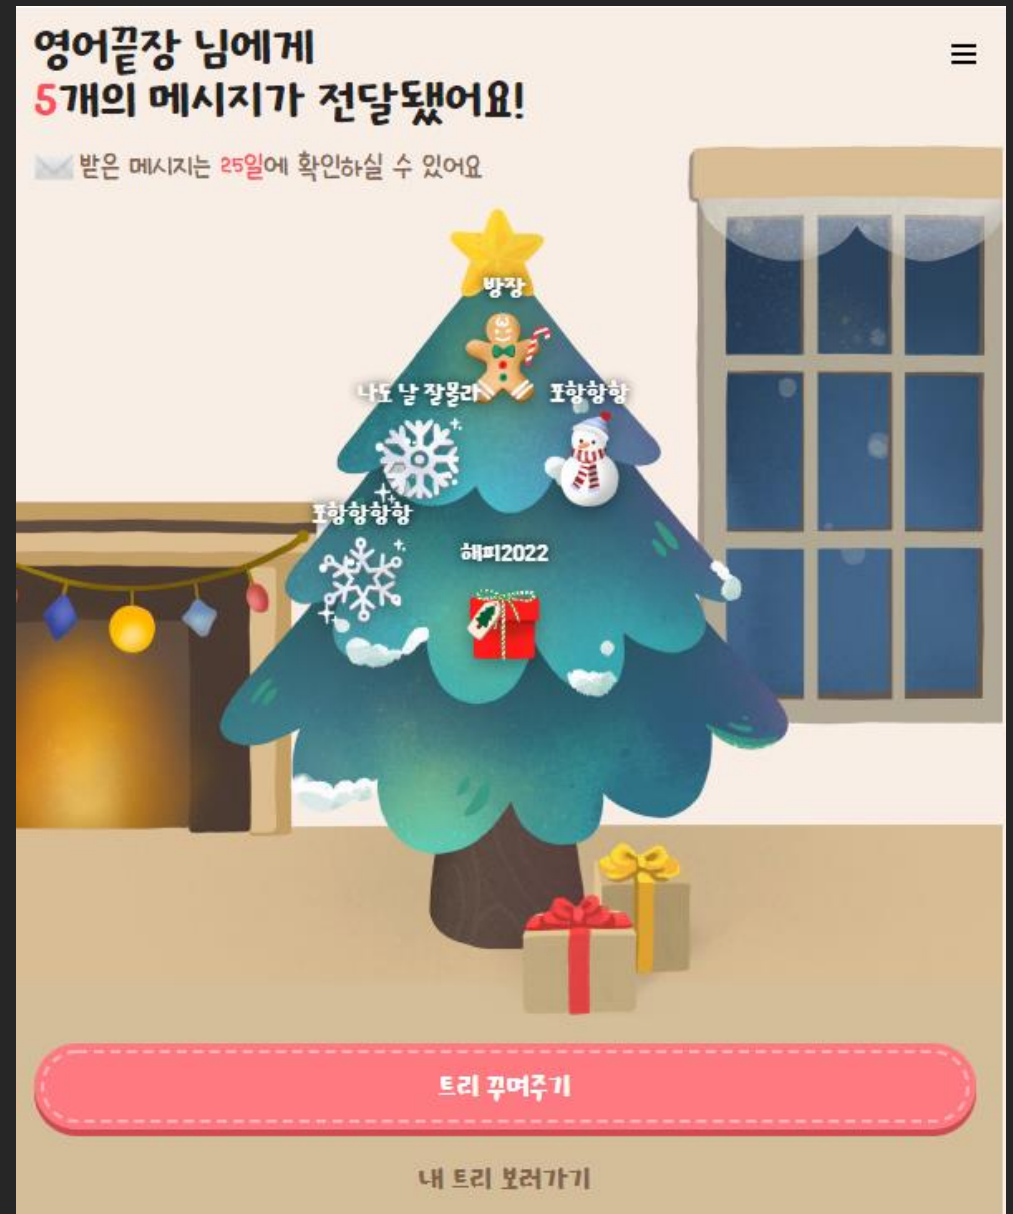 영어끝장 님에게
5개의 메시지가 전달됐어요!
받은 메시지는 25일에 확인하실 수 있어요
방장
나도 날 잘몰라
포항항항
포항항항항
해피2022
트리 꾸며주기
내 트리 보러가기